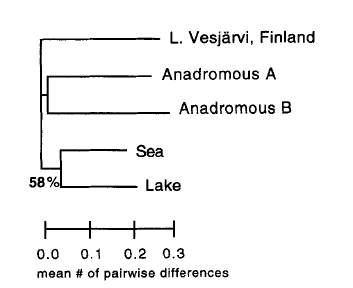 L. Vesjärvi, Finland
Anadromous A
Anadromous B
Sea
58%
Lake
0.0 0.1 0.2 0.3
mean # of pairwise differences